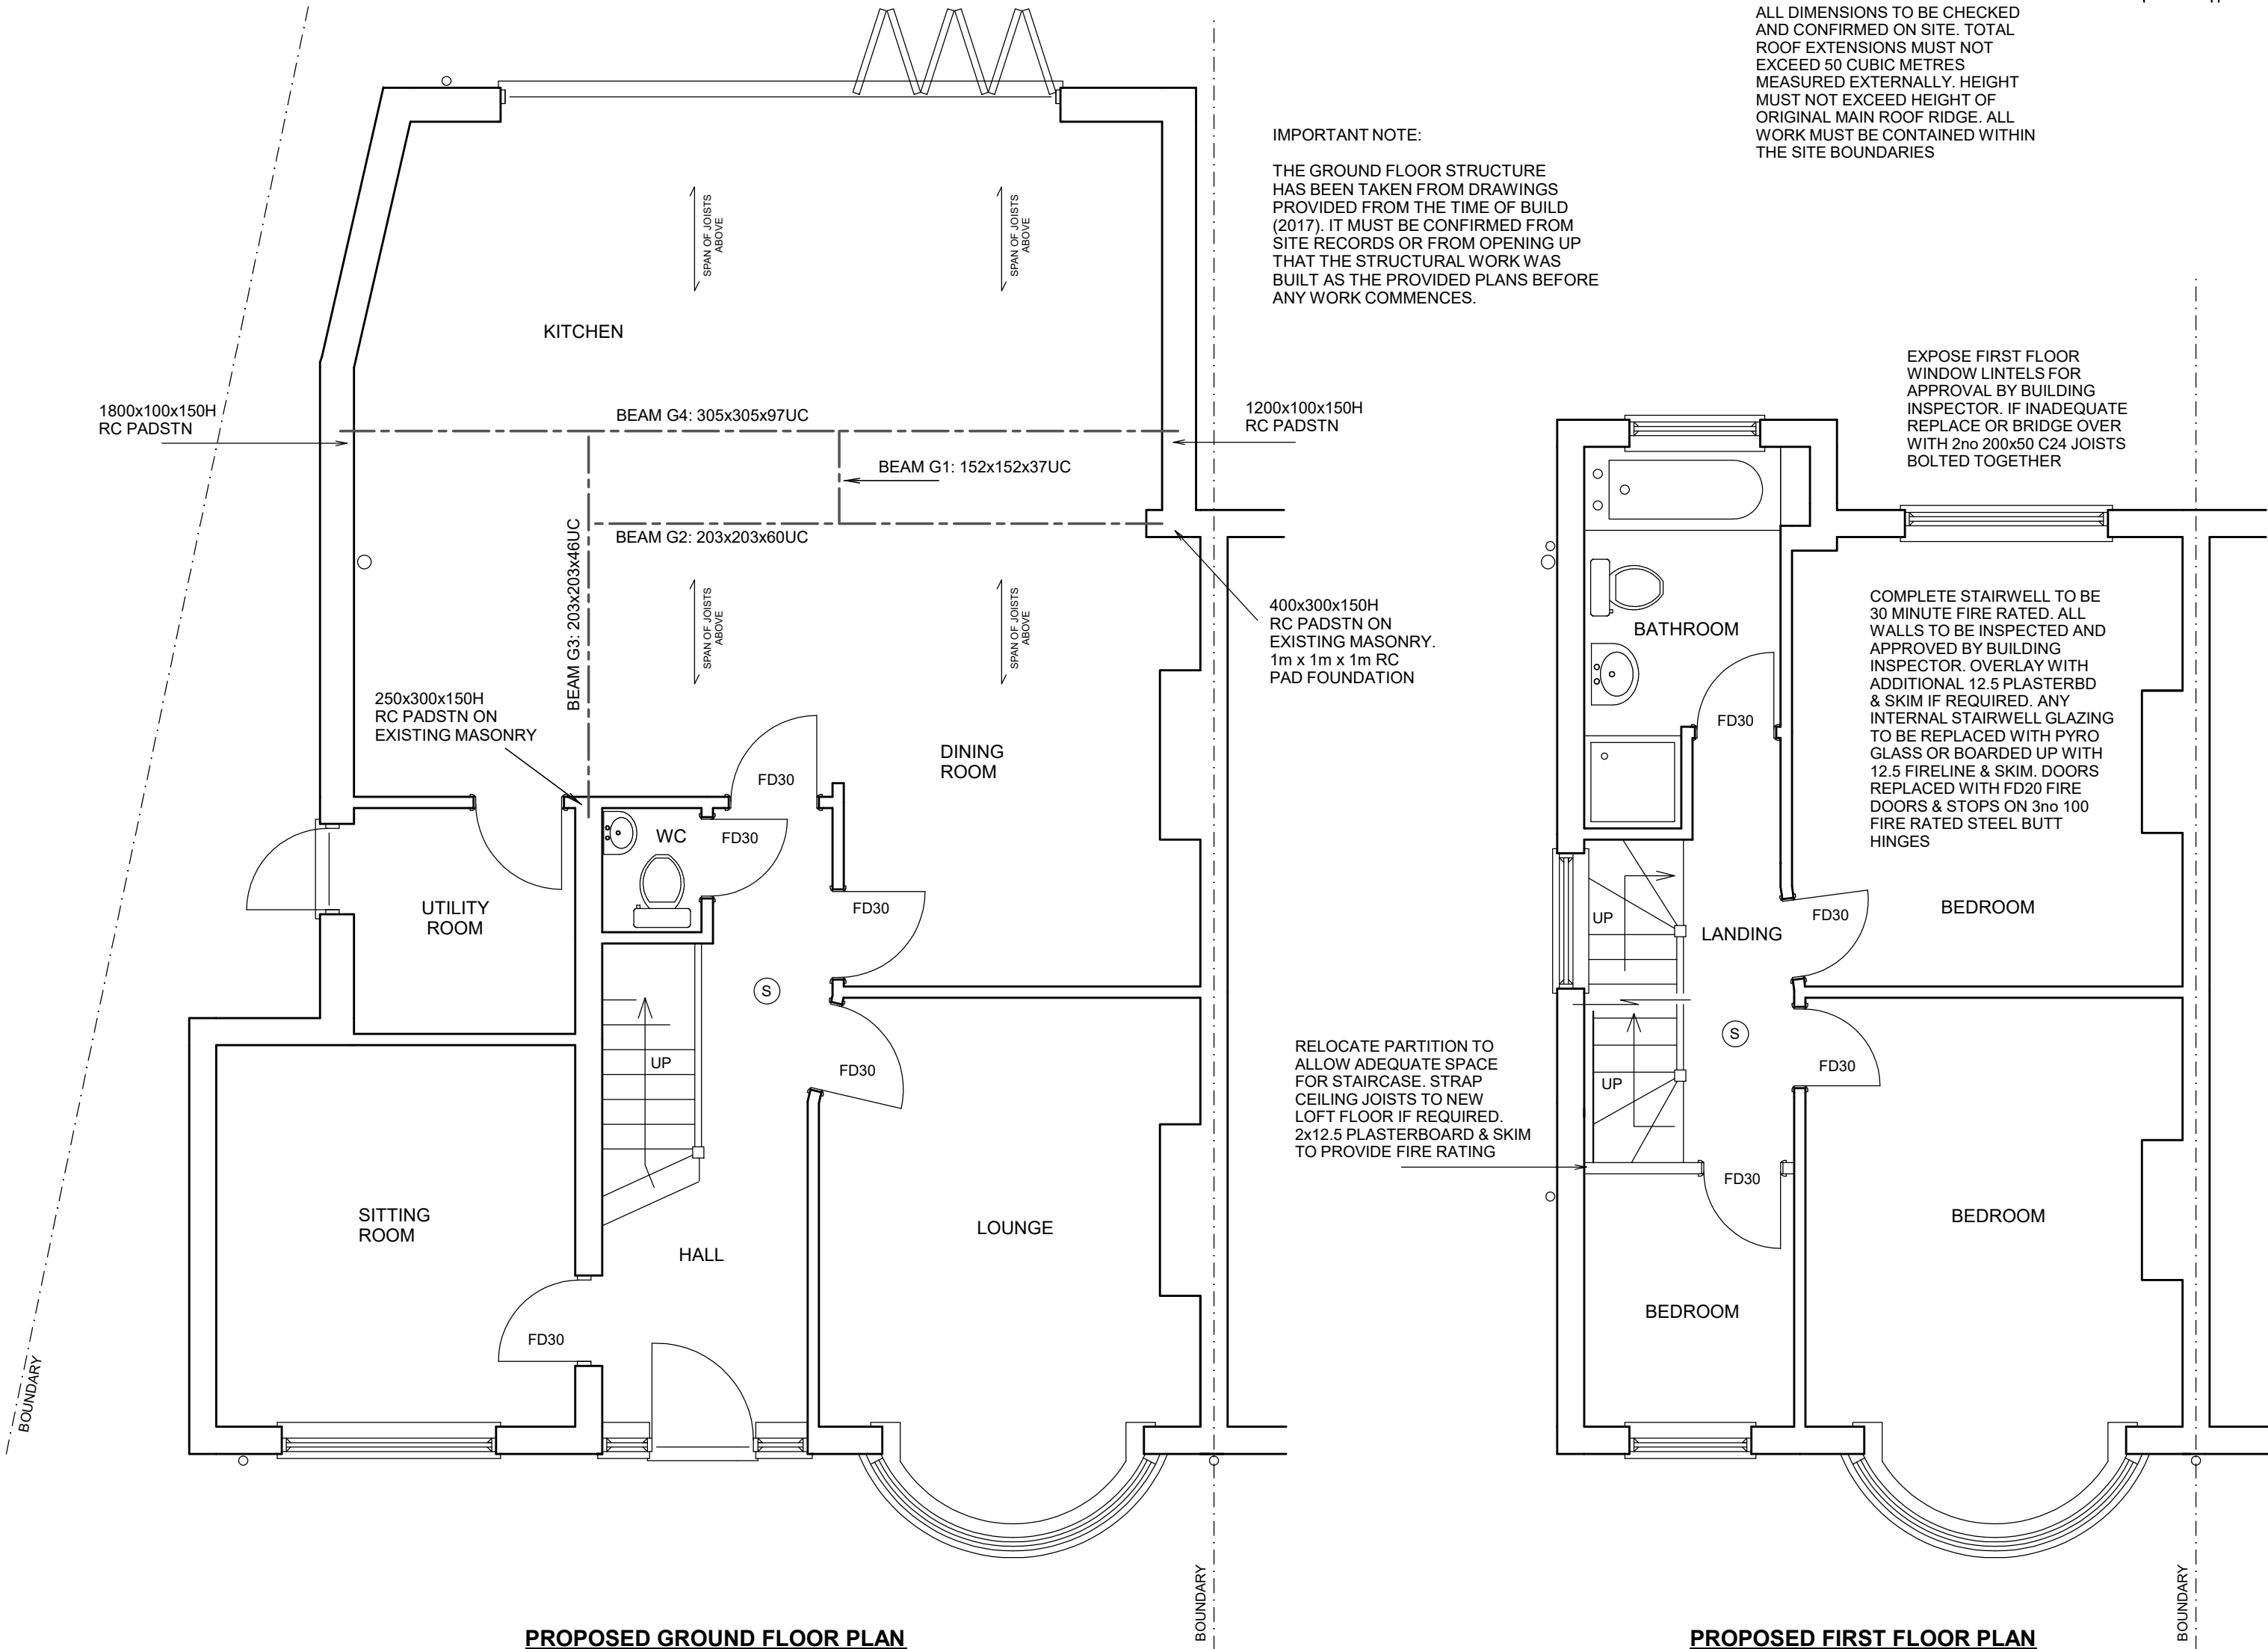 ALL DIMENSIONS TO BE CHECKED
AND CONFIRMED ON SITE. TOTAL
ROOF EXTENSIONS MUST NOT
EXCEED 50 CUBIC METRES
MEASURED EXTERNALLY. HEIGHT
MUST NOT EXCEED HEIGHT OF
ORIGINAL MAIN ROOF RIDGE. ALL
WORK MUST BE CONTAINED WITHIN
THE SITE BOUNDARIES
IMPORTANT NOTE:
THE GROUND FLOOR STRUCTURE
HAS BEEN TAKEN FROM DRAWINGS
PROVIDED FROM THE TIME OF BUILD
(2017). IT MUST BE CONFIRMED FROM
SITE RECORDS OR FROM OPENING UP
THAT THE STRUCTURAL WORK WAS
BUILT AS THE PROVIDED PLANS BEFORE
ANY WORK COMMENCES.
SPAN OF JOISTS
ABOVE
SPAN OF JOISTS
ABOVE
KITCHEN
1800x100x150H
RC PADSTN
BEAM G4: 305x305x97UC
1200x100x150H
RC PADSTN
BEAM G1: 152x152x37UC
BEAM G2: 203x203x60UC
BEAM G3: 203x203x46UC
SPAN OF JOISTS
ABOVE
SPAN OF JOISTS
ABOVE
400x300x150H
RC PADSTN ON
EXISTING MASONRY.
1m x 1m x 1m RC
PAD FOUNDATION
250x300x150H
RC PADSTN ON
EXISTING MASONRY
DINING
ROOM
FD30
WC
FD30
UTILITY
ROOM
FD30
S
UP
FD30
SITTING
ROOM
LOUNGE
HALL
FD30
BOUNDARY
BOUNDARY
PROPOSED GROUND FLOOR PLAN
EXPOSE FIRST FLOOR
WINDOW LINTELS FOR
APPROVAL BY BUILDING
INSPECTOR. IF INADEQUATE
REPLACE OR BRIDGE OVER
WITH 2no 200x50 C24 JOISTS
BOLTED TOGETHER
COMPLETE STAIRWELL TO BE
30 MINUTE FIRE RATED. ALL
WALLS TO BE INSPECTED AND
APPROVED BY BUILDING
INSPECTOR. OVERLAY WITH
ADDITIONAL 12.5 PLASTERBD
& SKIM IF REQUIRED. ANY
INTERNAL STAIRWELL GLAZING
TO BE REPLACED WITH PYRO
GLASS OR BOARDED UP WITH
12.5 FIRELINE & SKIM. DOORS
REPLACED WITH FD20 FIRE
DOORS & STOPS ON 3no 100
FIRE RATED STEEL BUTT
HINGES
BATHROOM
FD30
UP
LANDING
FD30
BEDROOM
S
RELOCATE PARTITION TO
ALLOW ADEQUATE SPACE
FOR STAIRCASE. STRAP
CEILING JOISTS TO NEW
LOFT FLOOR IF REQUIRED.
2x12.5 PLASTERBOARD & SKIM
TO PROVIDE FIRE RATING
UP
FD30
FD30
BEDROOM
BEDROOM
BOUNDARY
PROPOSED FIRST FLOOR PLAN